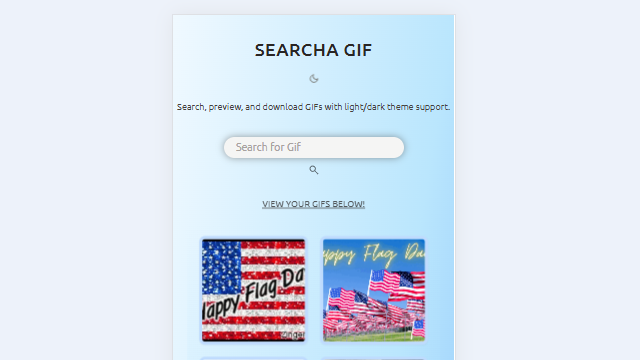 SEARCHA GIF
Search, preview, and download GIFs with light/dark theme support.
Search for Gif
VIEW YOUR GIFS BELOW!
Happy Flag Da
appy Flag Da